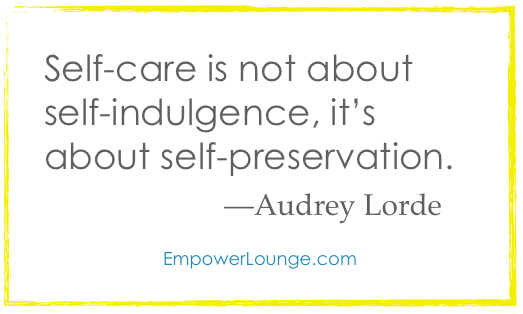 Self-care is not about
self-indulgence, it’s
about self-preservation.
—Audrey Lorde
EmpowerLounge.com